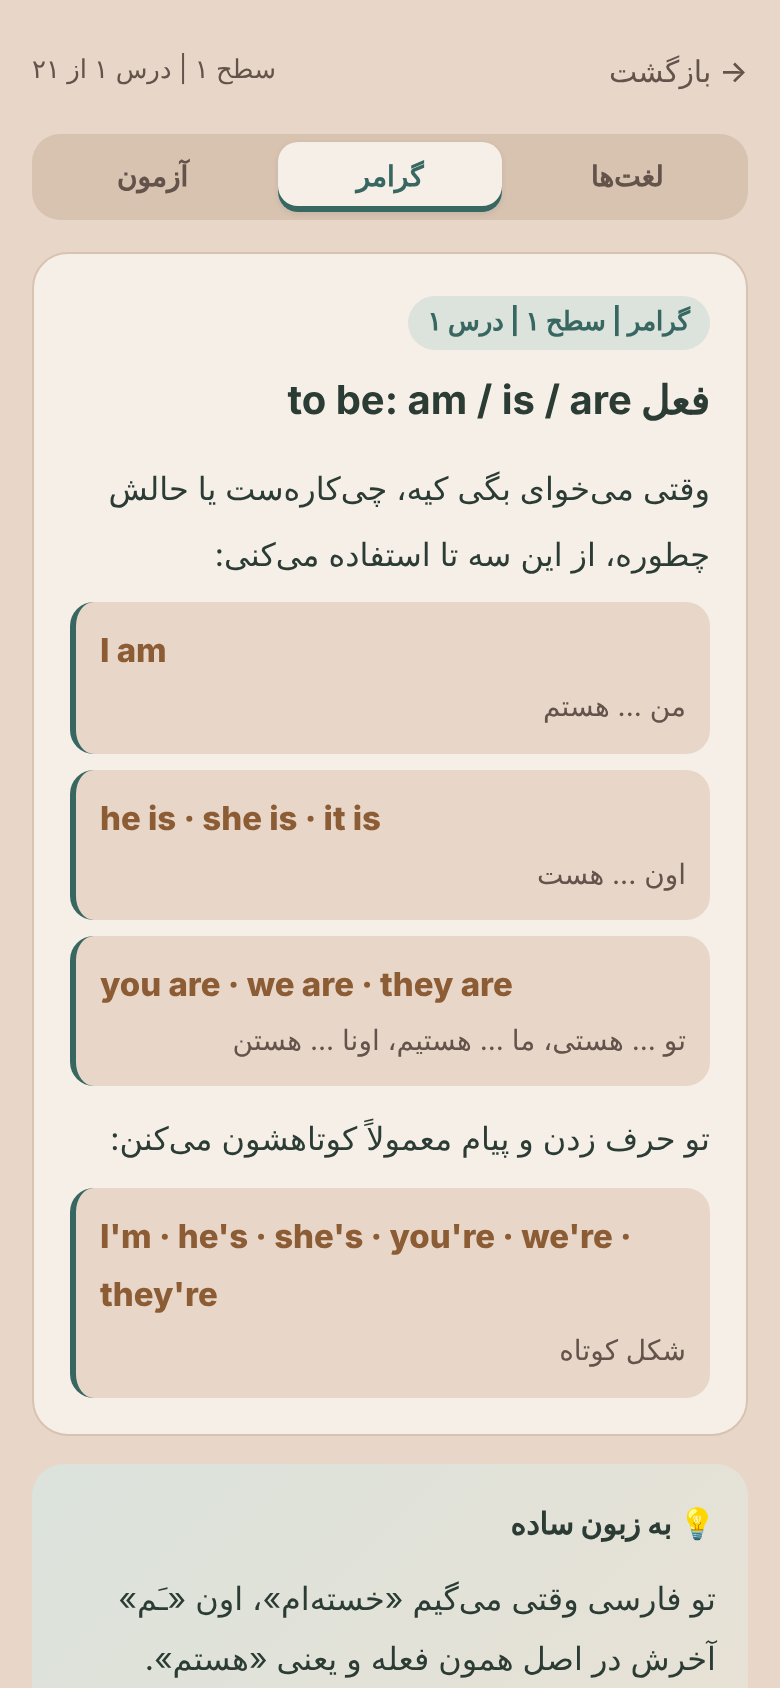 → بازگشت
سطح ۱ | درس ۱ از ۲۱
لغت‌ها
گرامر
آزمون
گرامر | سطح ۱ | درس ۱
فعل to be: am / is / are
وقتی می‌خوای بگی کیه، چی‌کاره‌ست یا حالش
چطوره، از این سه تا استفاده می‌کنی:
I am
من ... هستم
he is · she is · it is
اون ... هست
you are · we are · they are
تو ... هستی، ما ... هستیم، اونا ... هستن
تو حرف زدن و پیام معمولاً کوتاهشون می‌کنن:
I'm · he's · she's · you're · we're ·
they're
شکل کوتاه
💡 به زبون ساده
تو فارسی وقتی می‌گیم «خسته‌ام»، اون «ـَم»
آخرش در اصل همون فعله و یعنی «هستم».